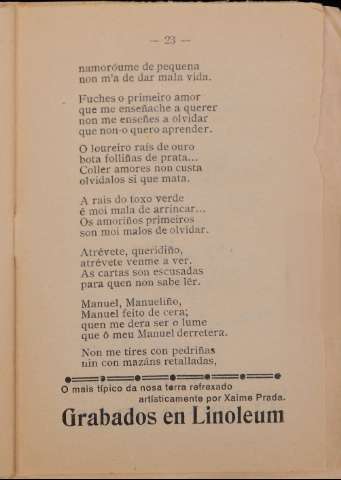 — 23 —
namoróume de pequena
non m'a de dar mala vida.
Fuches o primeiro amor
que me enseñache a querer
non me enseñes a olvidar
que non-o quero aprender.
O loureiro raís de ouro
bota folliñas de prata...
Coller amores non custa
olvidalos sí que mata.
A rais do toxo verde
é moi mala de arrincar...
Os amoriños primeiros
son moi malos de olvidar.
Atrévete, queridiño,
atrévete venme a ver.
As cartas son escusadas
para quen non sabe lêr.
Manuel, Manueliño,
Manuel feito de cera;
quen me dera ser o lume
que ô meu Manuel derretera.
Non me tires con pedriñas
nin con mazáns retalladas,
O mais típico da nosa terra refrexado
artísticamente por Xaime Prada.
Grabados en Linoleum